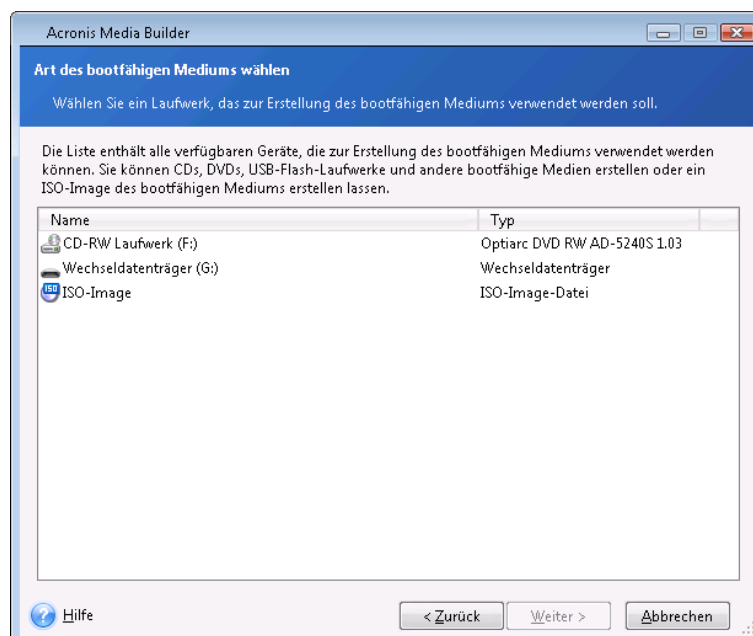 Acronis Media Builder
Art des bootfähigen Mediums wählen
Wählen Sie ein Laufwerk, das zur Erstellung des bootfähigen Mediums verwendet werden soll.
Die Liste enthält alle verfügbaren Geräte, die zur Erstellung des bootfähigen Mediums verwendet werden
können. Sie können CDs, DVDs, USB-Flash-Laufwerke und andere bootfähige Medien erstellen oder ein
ISO-Image des bootfähigen Mediums erstellen lassen.
Name Typ
CD-RW Laufwerk (F:) Optiarc DVD RW AD-5240S 1.03
Wechseldatenträger (G:) Wechseldatenträger
ISO ISO-Image ISO-Image-Datei
? Hilfe < Zurück Weiter > Abbrechen